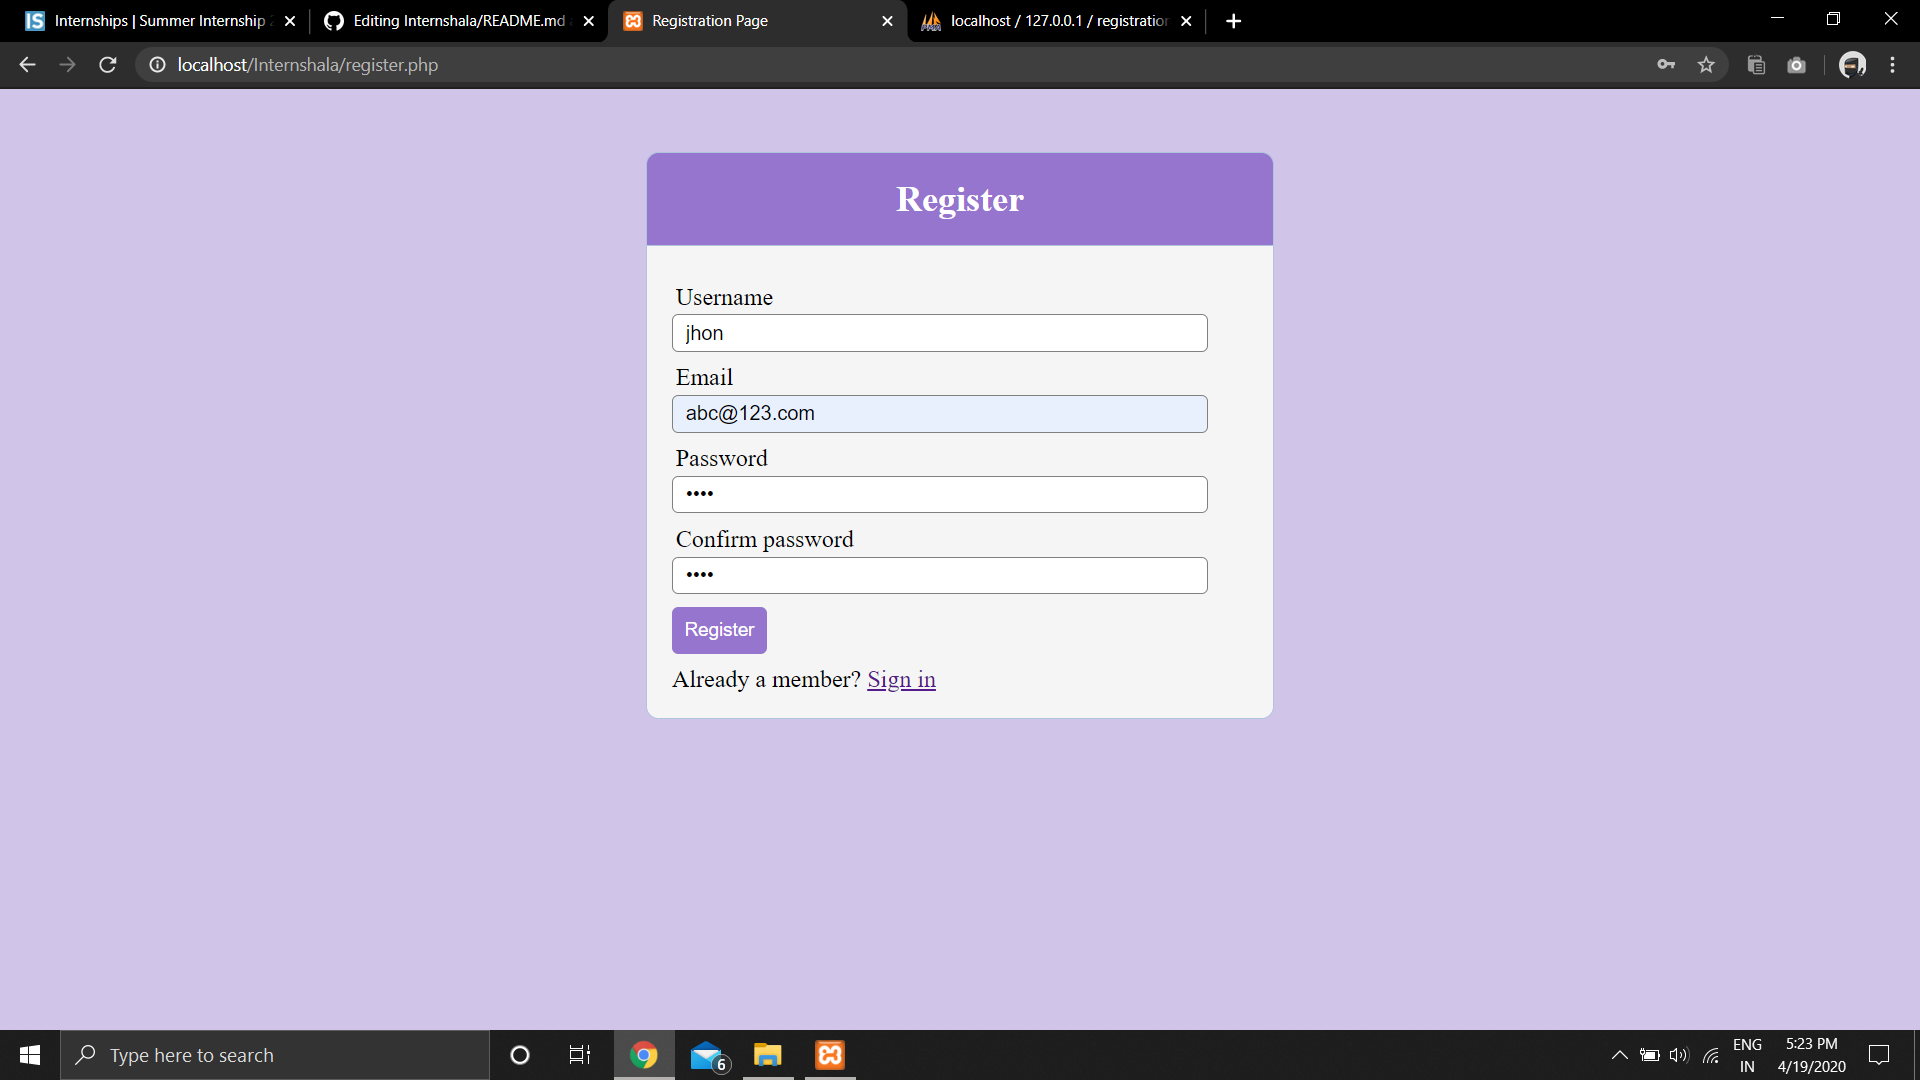 Internships | Summer Internship
Editing Internshala/README.md
Registration Page
localhost / 127.0.0.1 / registration
localhost/Internshala/register.php
Register
Username
jhon
Email
abc@123.com
Password
••••
Confirm password
••••
Register
Already a member? Sign in
Type here to search
6
ENG
IN
5:23 PM
4/19/2020